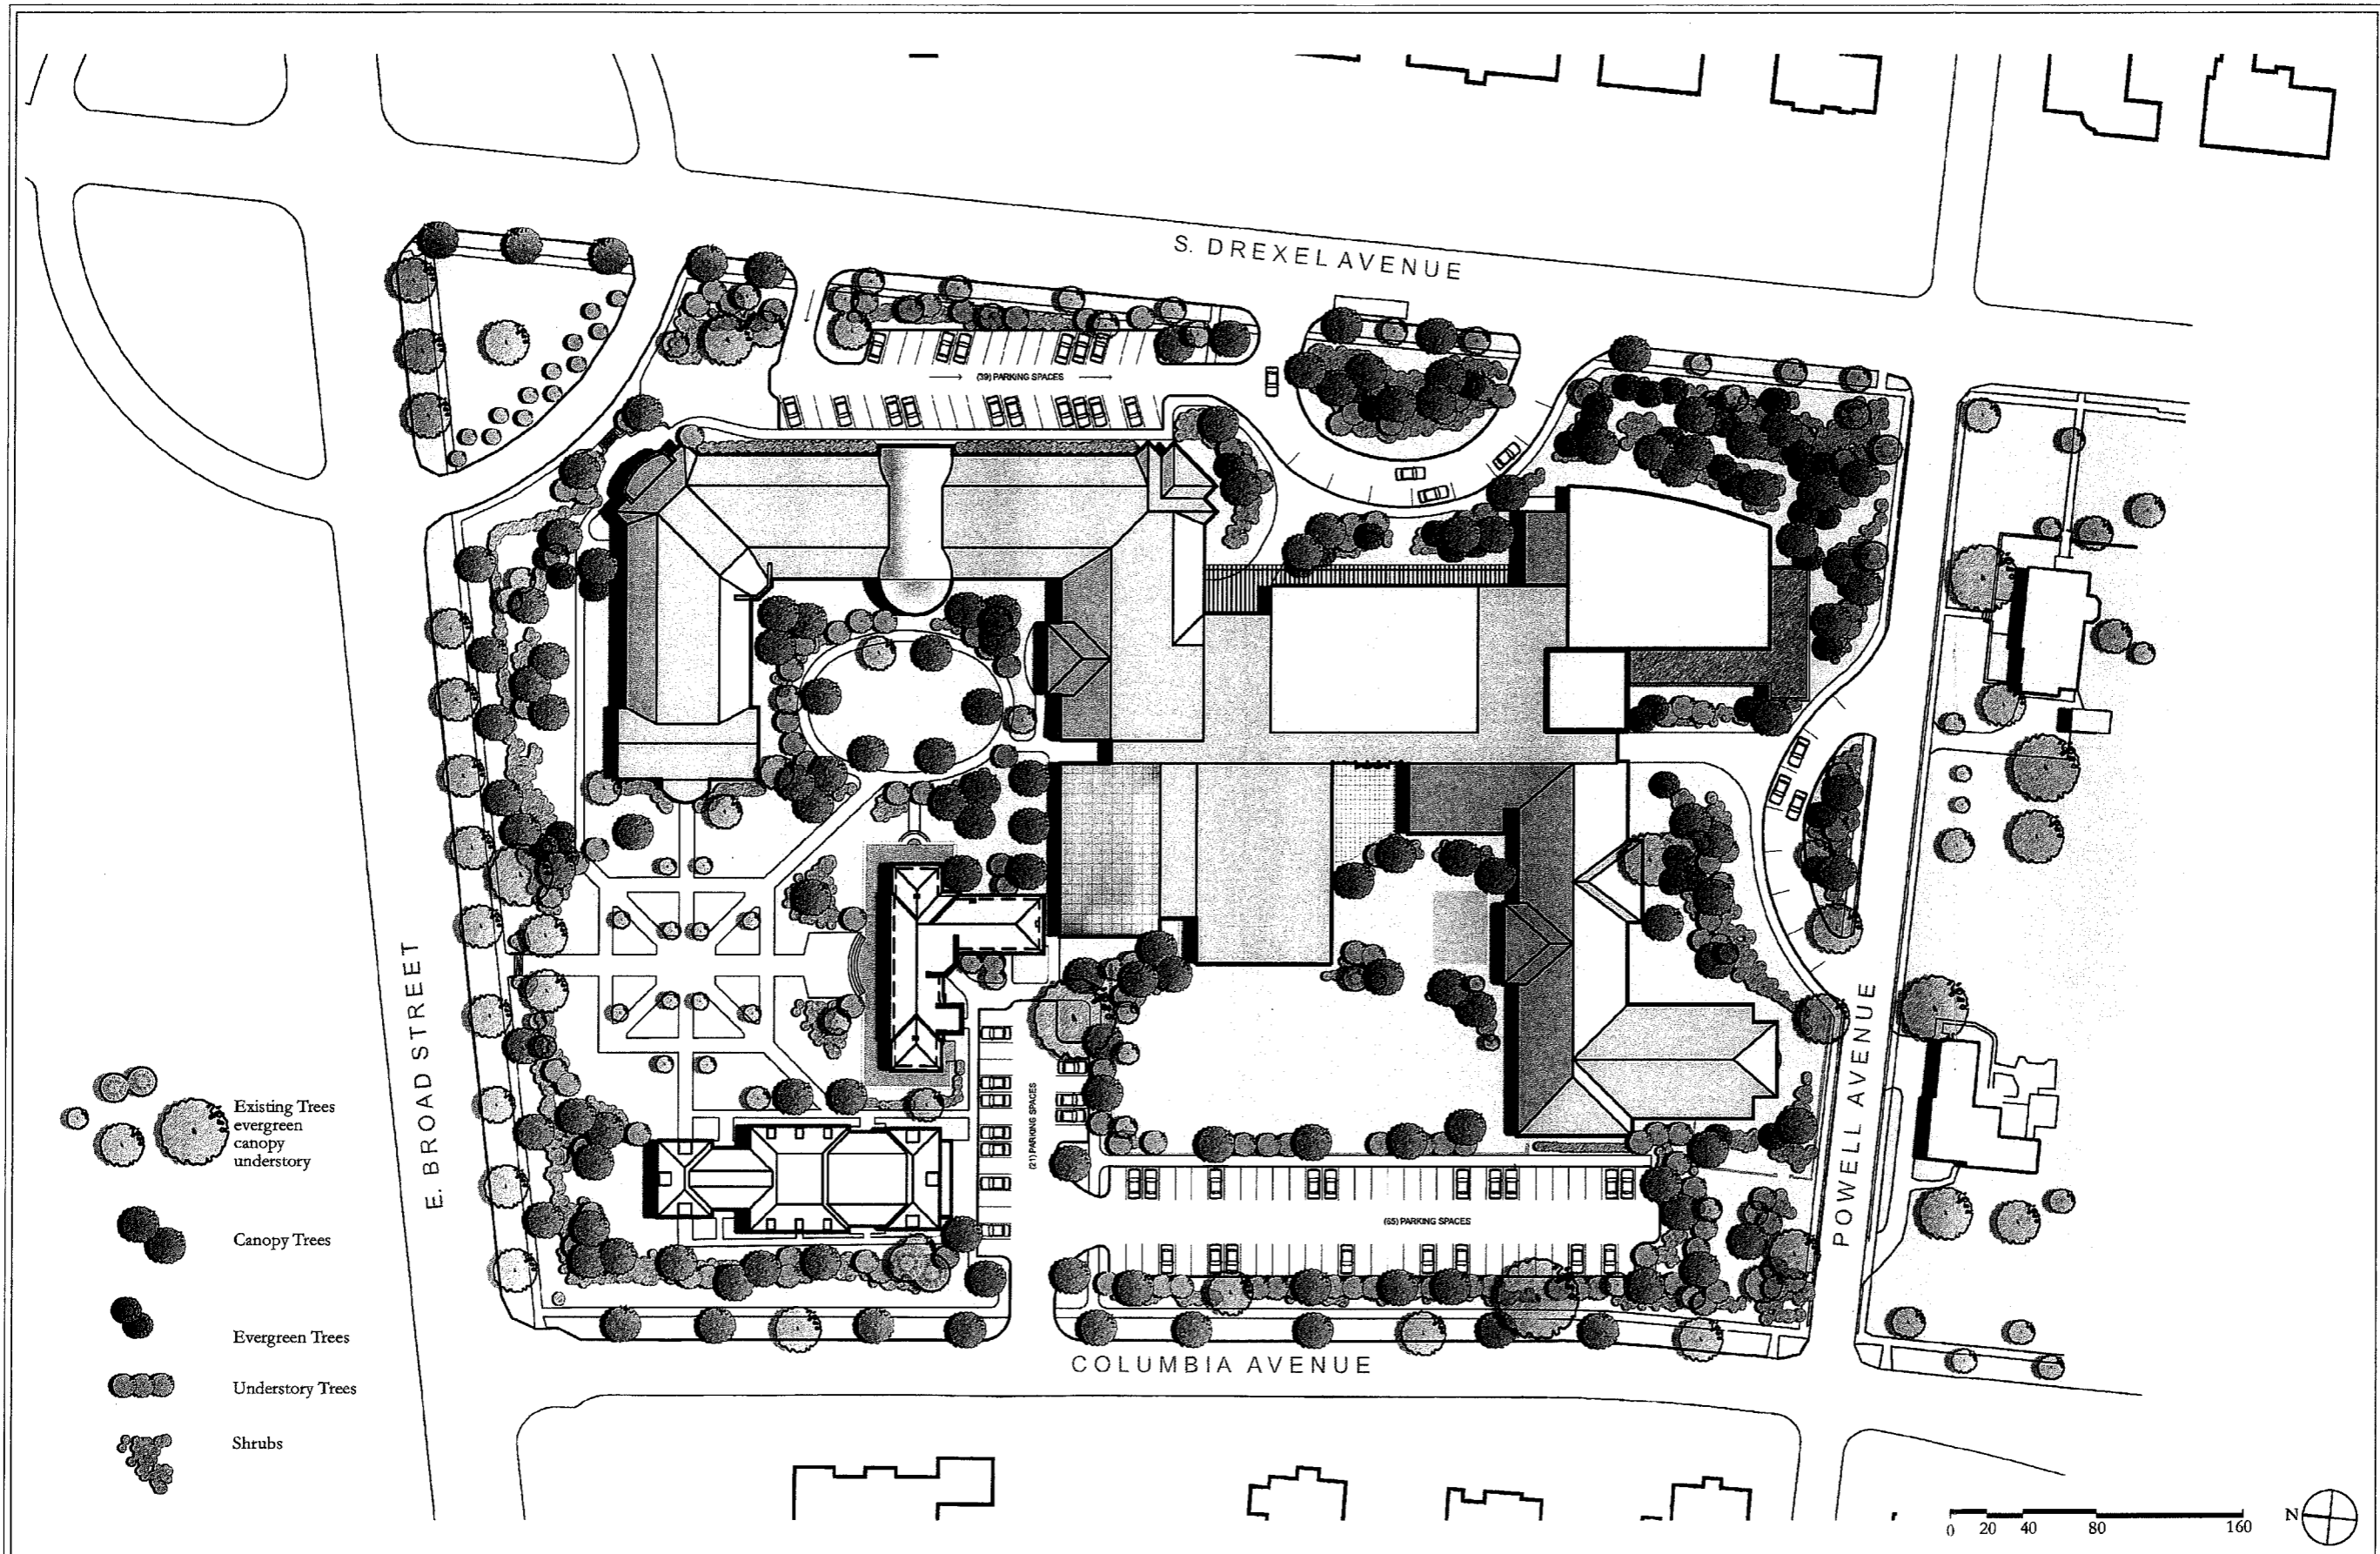 S. DREXEL AVENUE
(39) PARKING SPACES
E. BROAD STREET
(21) PARKING SPACES
POWELL AVENUE
(65) PARKING SPACES
COLUMBIA AVENUE
Existing Trees
evergreen
canopy
understory
Canopy Trees
Evergreen Trees
Understory Trees
Shrubs
0 20 40 80 160
N